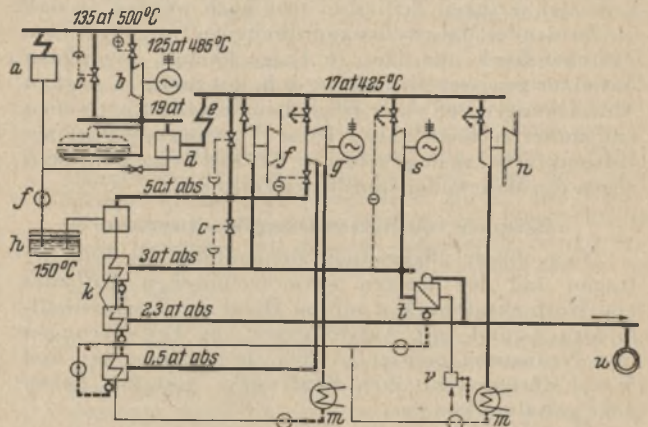 135 at 500°C
125 at 485°C
a
c
b
17 at 425°C
19 at
e
d
f
g
s
n
f
5 at abs
c
h
150°C
3 at abs
k
l
2,3 at abs
u
v
0,5 at abs
m
m